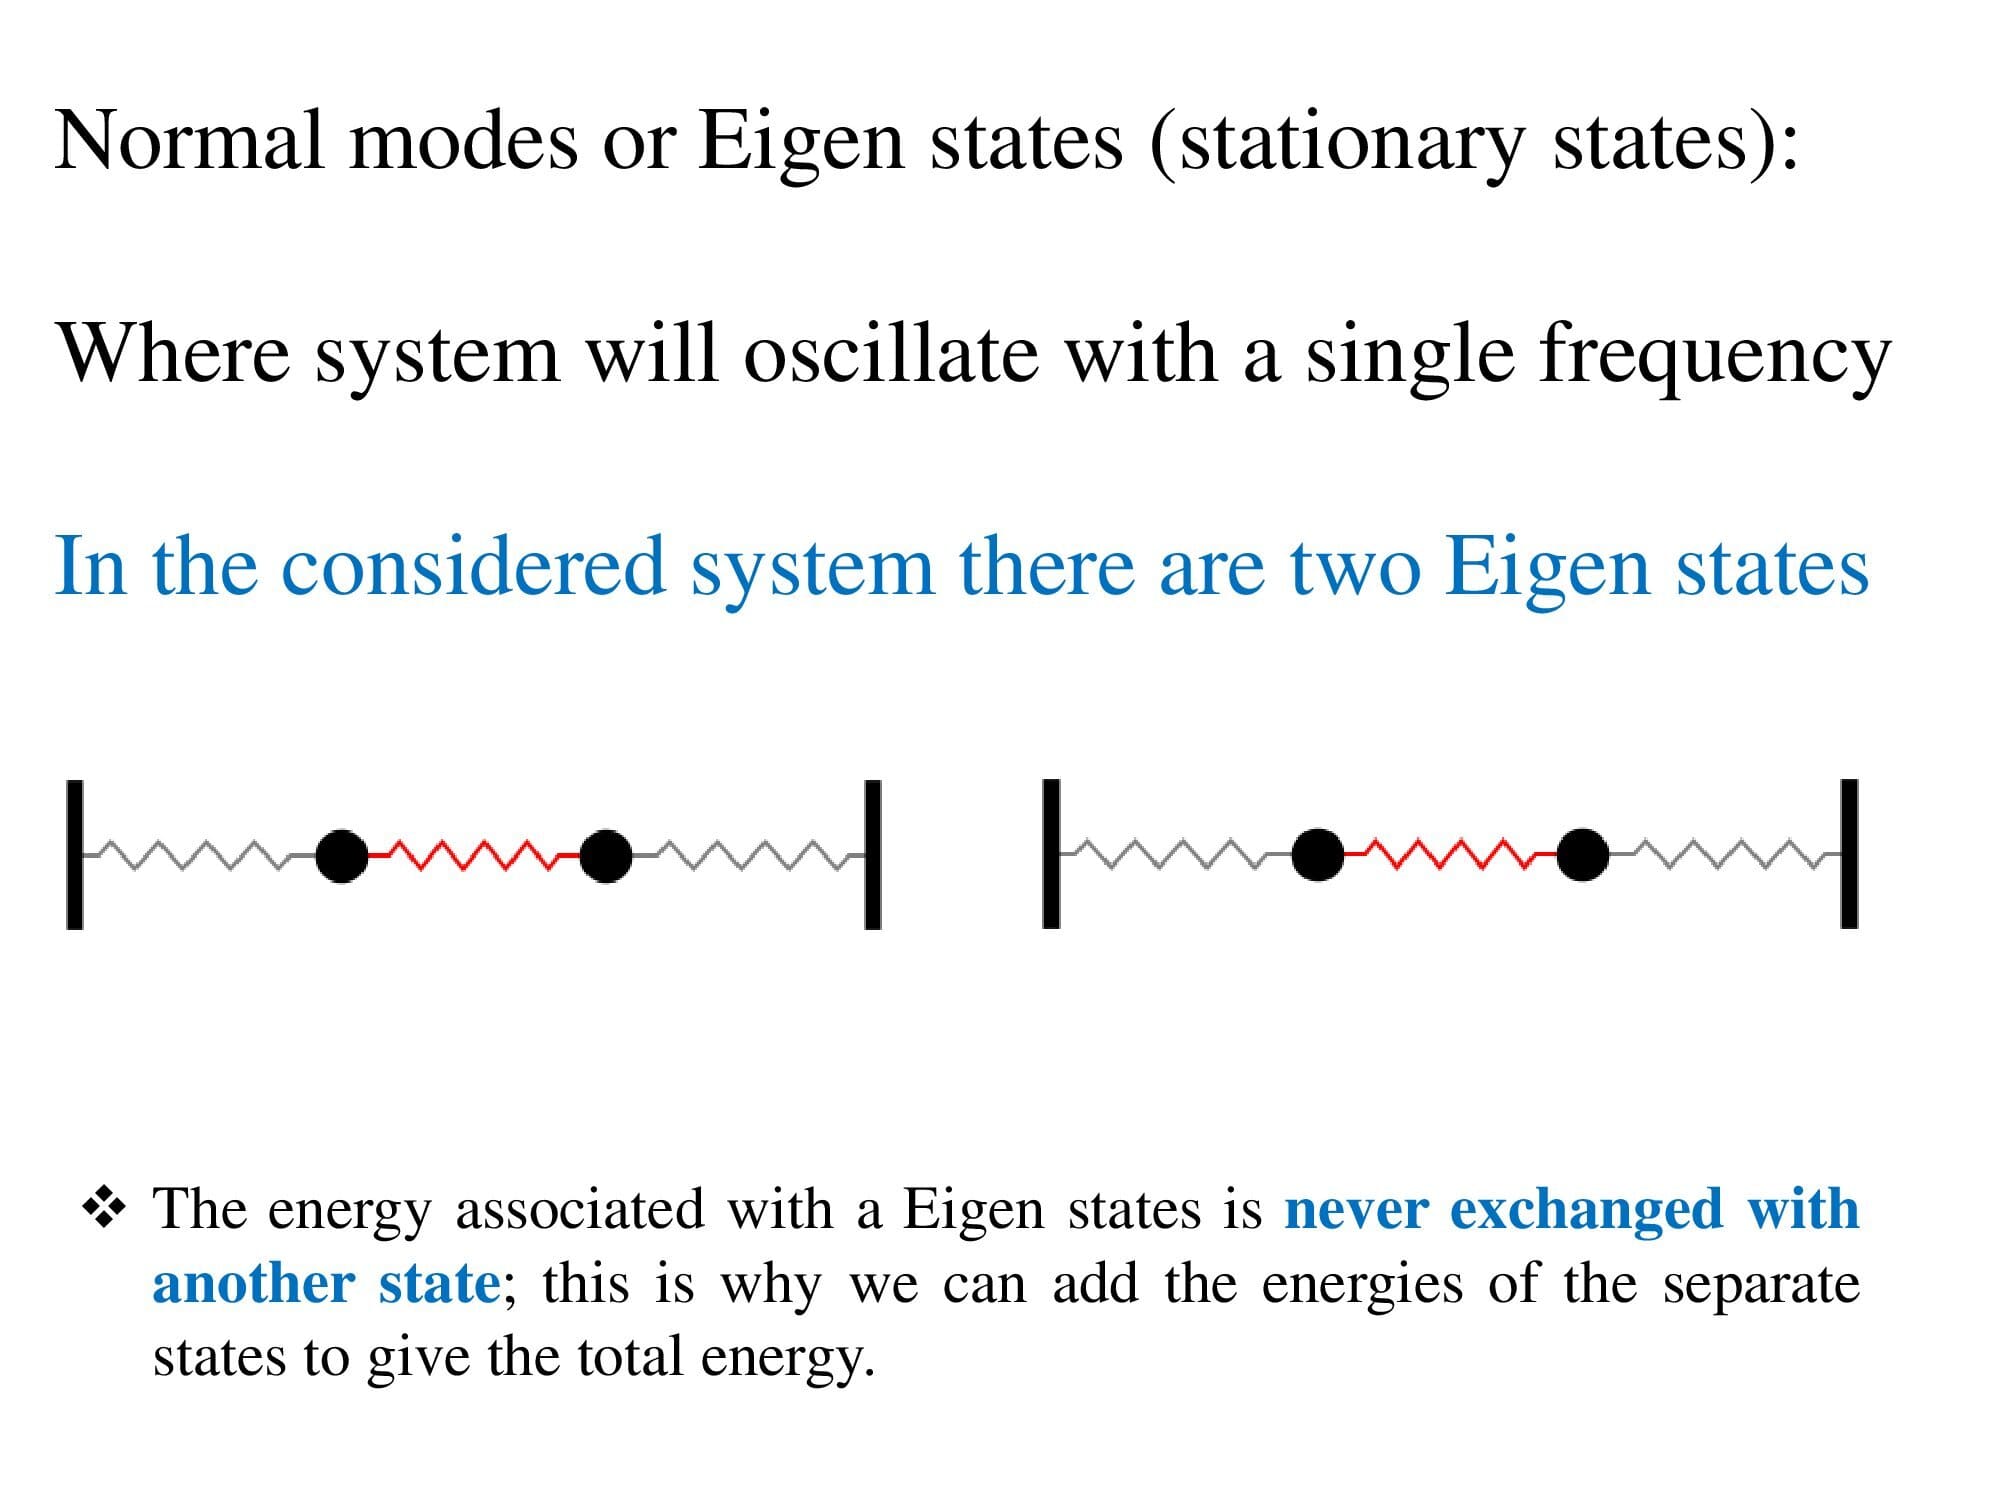 Normal modes or Eigen states (stationary states):
Where system will oscillate with a single frequency
In the considered system there are two Eigen states
❖ The energy associated with a Eigen states is never exchanged with
another state; this is why we can add the energies of the separate
states to give the total energy.